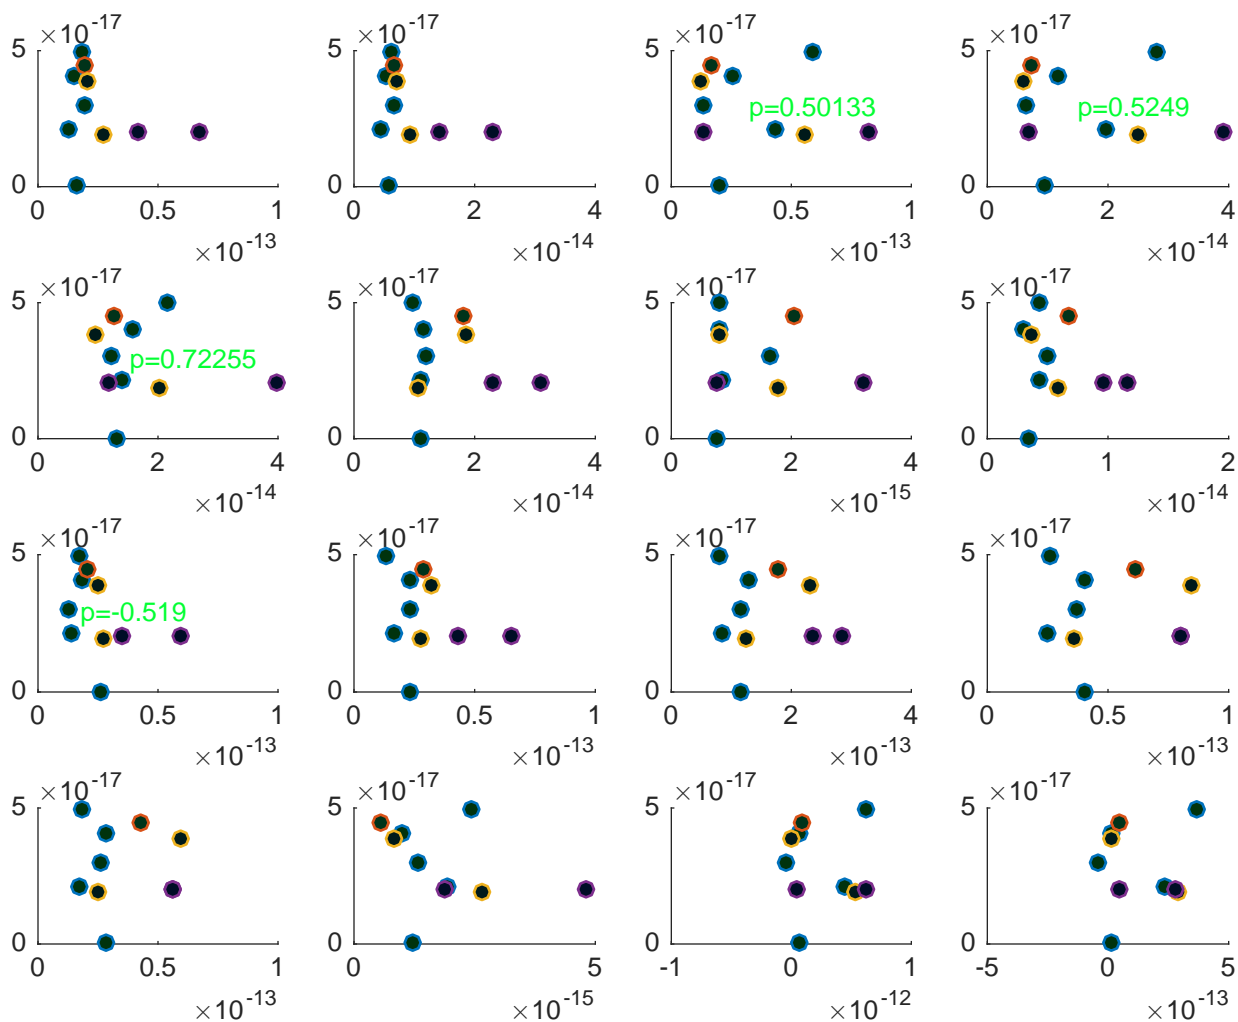 ×10-17 ×10-17 ×10-17 ×10-17
5 5 5 5
p=0.50133 p=0.5249
0 0 0 0
0 0.5 1 0 2 4 0 0.5 1 0 2 4
×10-13 ×10-14 ×10-13 ×10-14
×10-17 ×10-17 ×10-17 ×10-17
5 5 5 5
p=0.72255
0 0 0 0
0 2 4 0 2 4 0 2 4 0 1 2
×10-14 ×10-14 ×10-15 ×10-14
×10-17 ×10-17 ×10-17 ×10-17
5 5 5 5
p=-0.519
0 0 0 0
0 0.5 1 0 0.5 1 0 2 4 0 0.5 1
×10-13 ×10-13 ×10-13 ×10-13
×10-17 ×10-17 ×10-17 ×10-17
5 5 5 5
0 0 0 0
0 0.5 1 0 5 -1 0 1 -5 0 5
×10-13 ×10-15 ×10-12 ×10-13